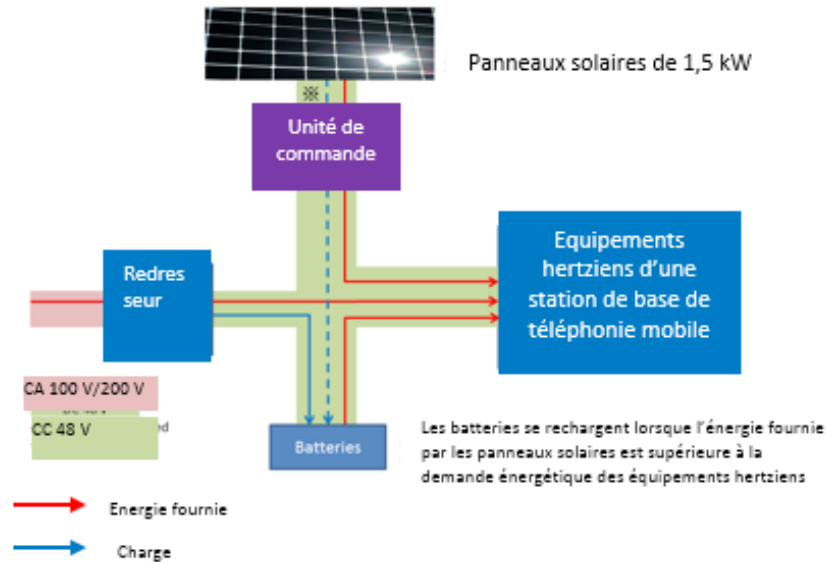 Panneaux solaires de 1,5 kW
※
Unité de
commande
Redres
seur
Equipements
hertziens d'une
station de base de
téléphonie mobile
CA 100 V/200 V
CC 48 V
Batteries
Les batteries se rechargent lorsque l'énergie fournie
par les panneaux solaires est supérieure à la
demande énergétique des équipements hertziens
Energie fournie
Charge